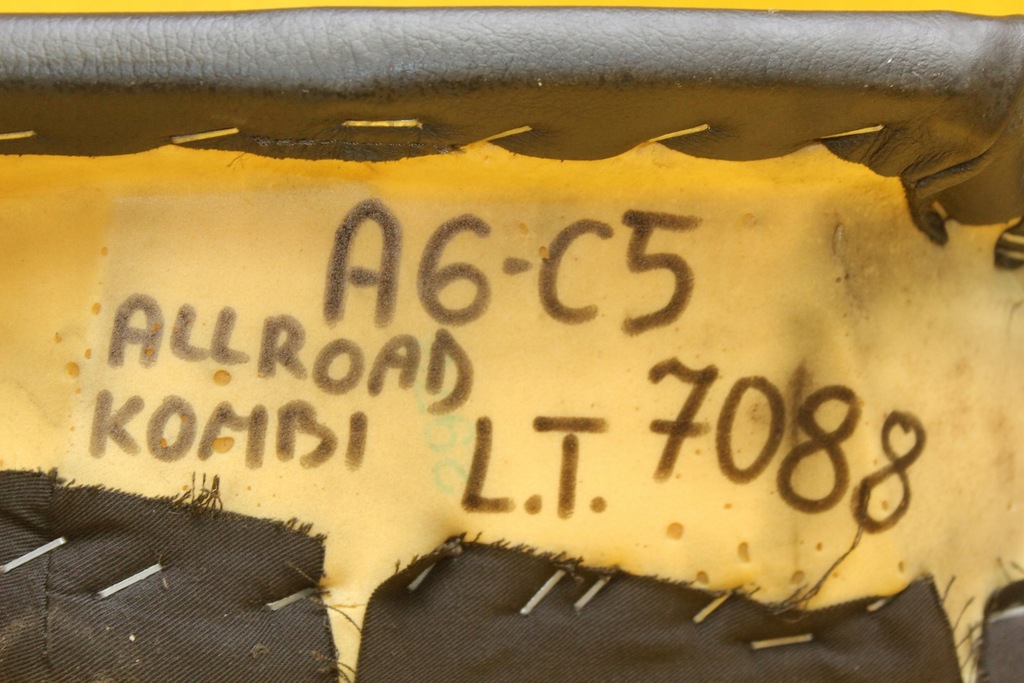 A6-C5
ALLROAD
KOMBI
L.T. 7088